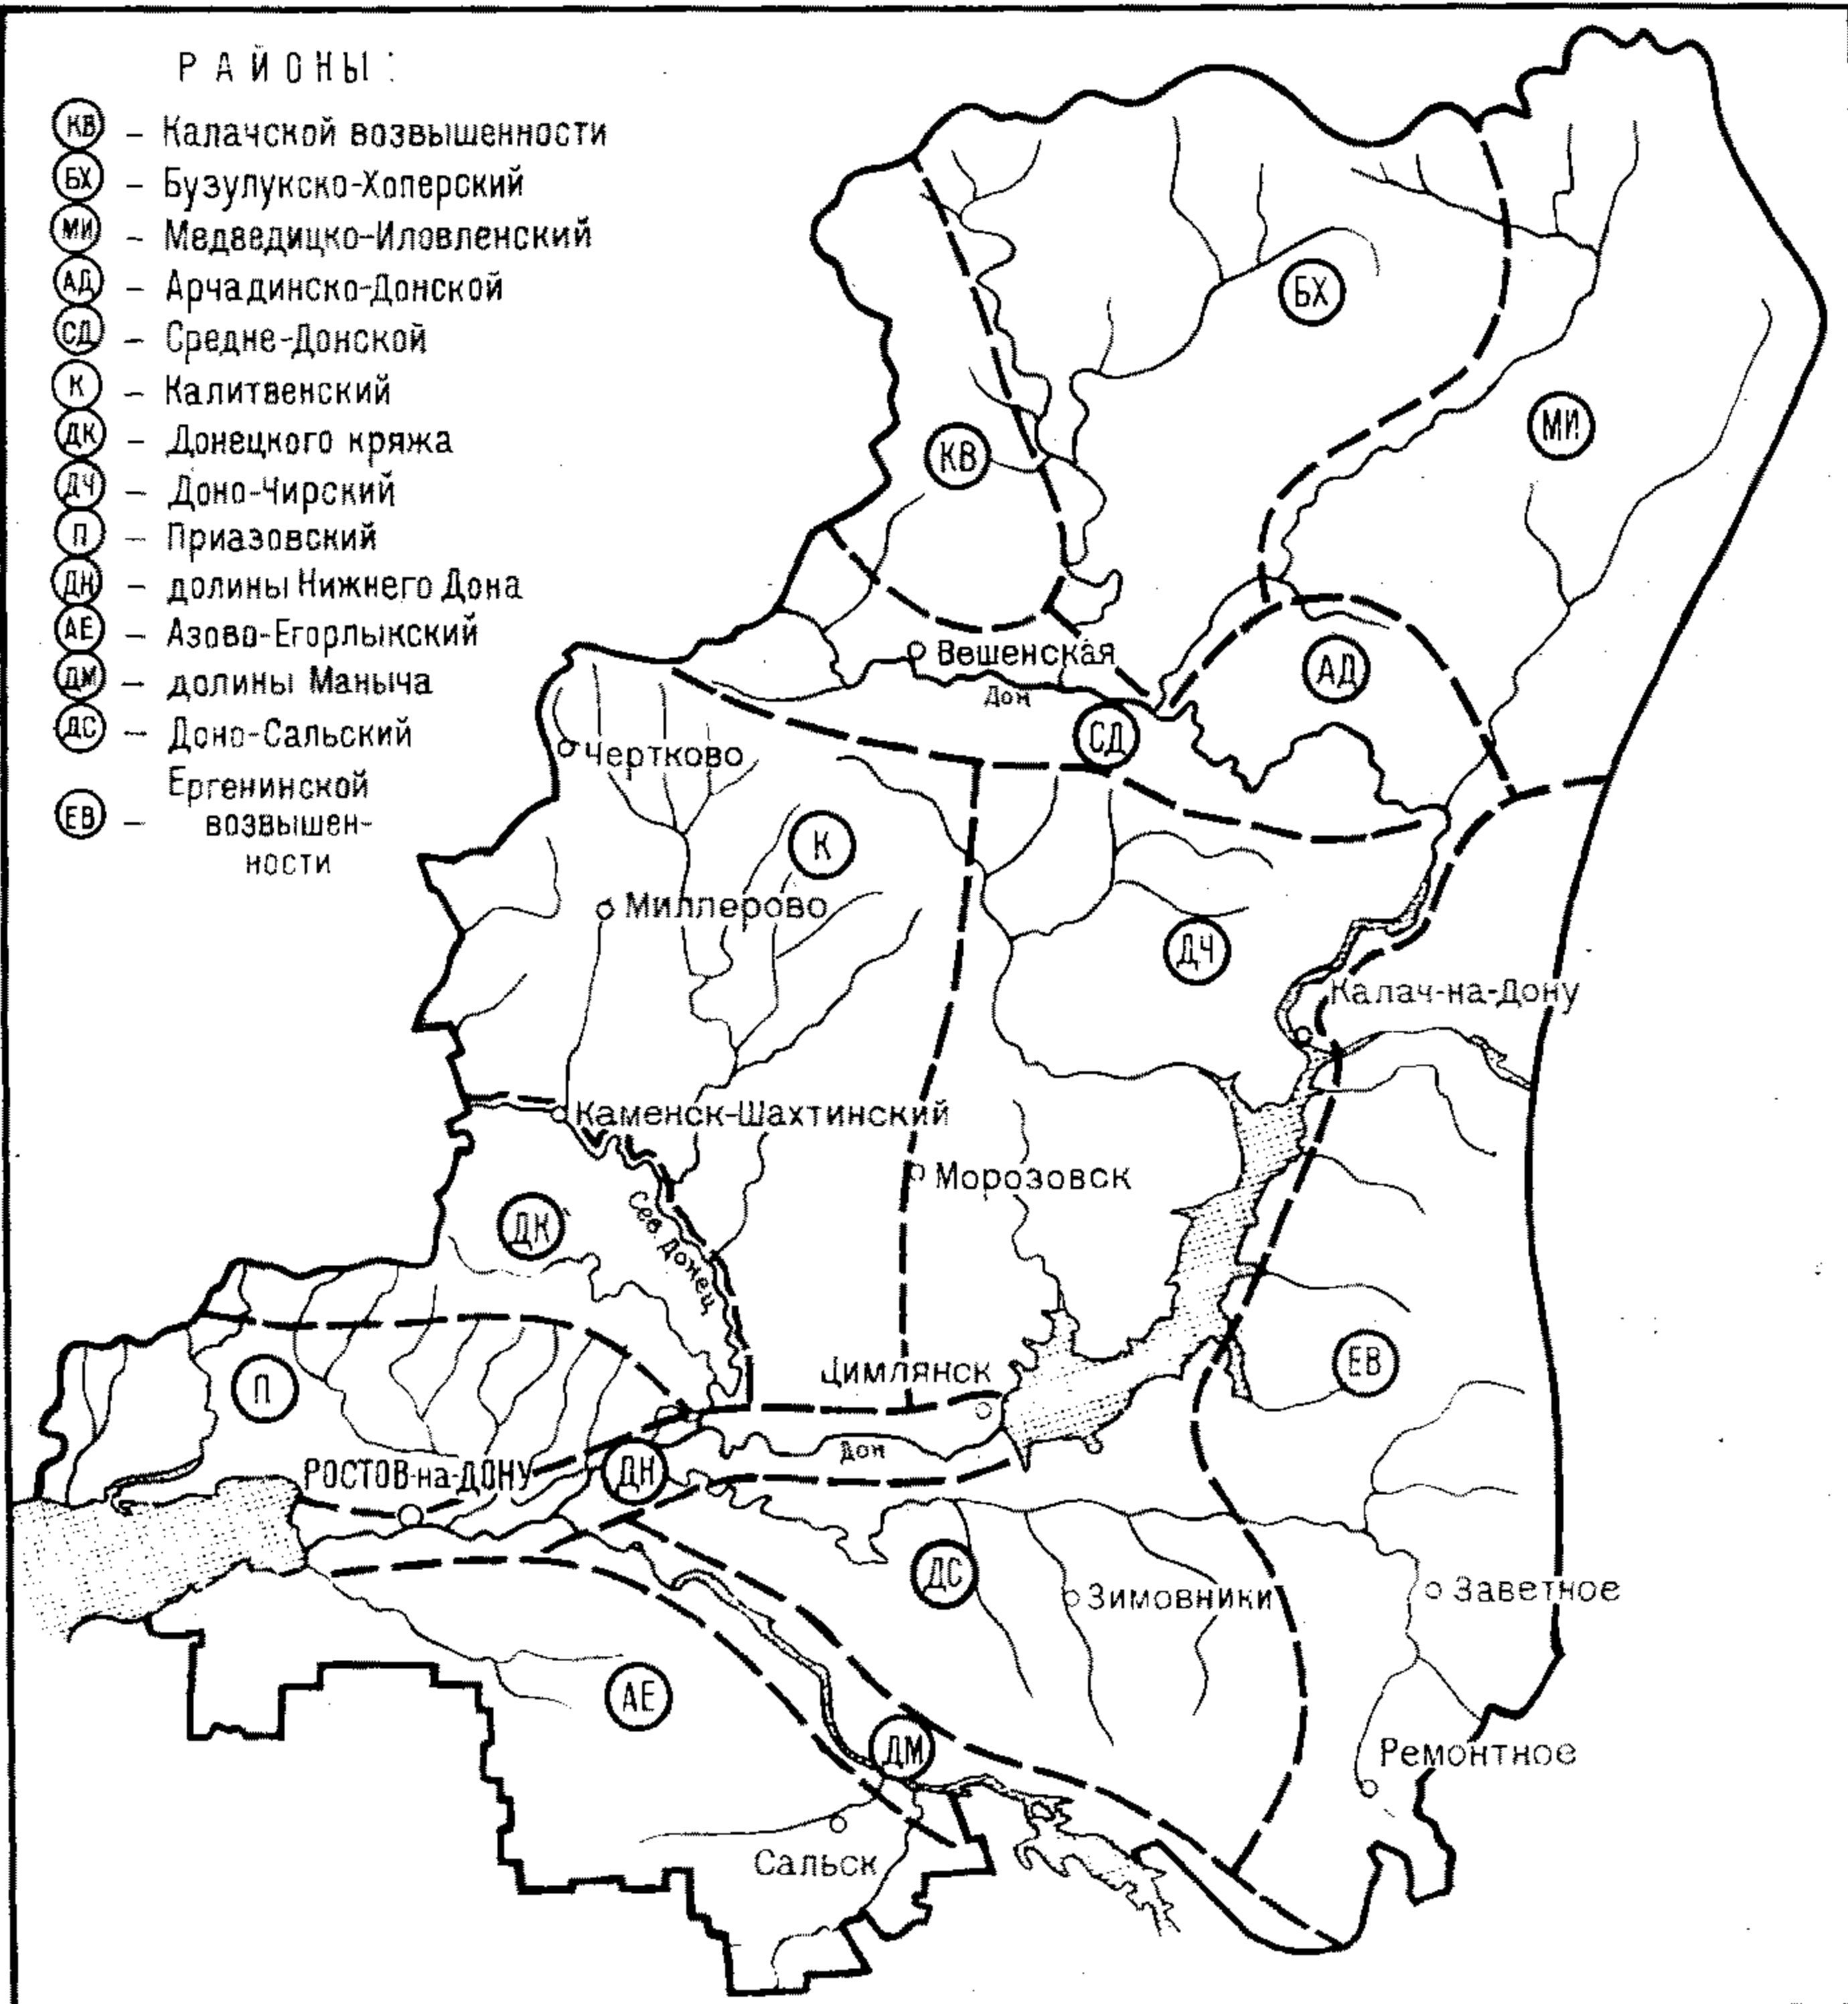 РАЙОНЫ:
КВ – Калачской возвышенности
БХ – Бузулукско-Хоперский
МИ – Медведицко-Иловленский
АД – Арчадинско-Донской
СД – Средне-Донской
К – Калитвенский
ДК – Донецкого кряжа
ДЧ – Доно-Чирский
П – Приазовский
ДН – долины Нижнего Дона
АЕ – Азово-Егорлыкский
ДМ – долины Маныча
ДС – Доно-Сальский
ЕВ – Ергенинской
возвышен-
ности
БХ
МИ
КВ
Вешенская
АД
Дон
СД
Чертково
К
Миллерово
ДЧ
Калач-на-Дону
Каменск-Шахтинский
Морозовск
ДК
Сев Донец
ЕВ
Цимлянск
П
Дон
РОСТОВ-на-ДОНУ
ДН
ДС
Зимовники
Заветное
АЕ
ДМ
Ремонтное
Сальск